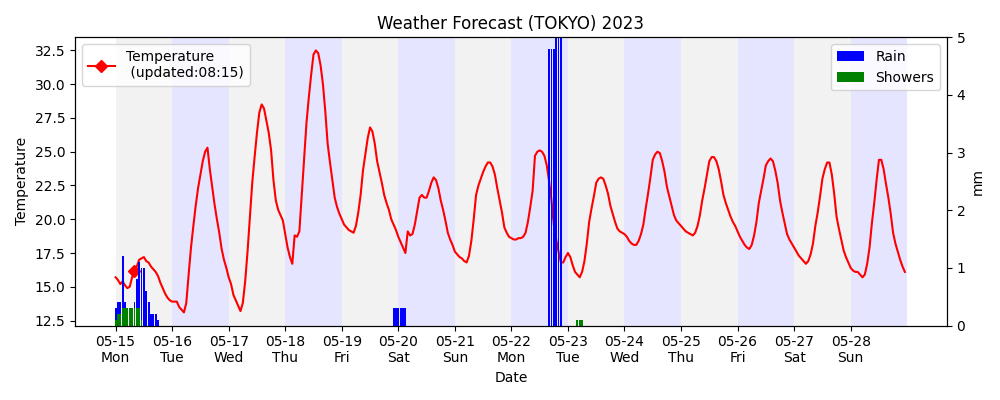 Weather Forecast (TOKYO) 2023
Temperature
(updated:08:15)
Rain
Showers
Temperature
32.5
30.0
27.5
25.0
22.5
20.0
17.5
15.0
12.5
5
4
3
2
1
0
mm
05-15 05-16 05-17 05-18 05-19 05-20 05-21 05-22 05-23 05-24 05-25 05-26 05-27 05-28
Mon Tue Wed Thu Fri Sat Sun Mon Tue Wed Thu Fri Sat Sun
Date